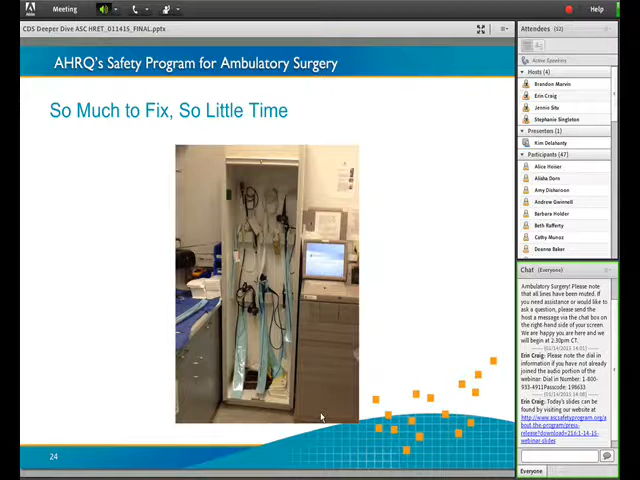 Meeting
Help
CDS Deeper Dive ASC HRET_011415_FINAL.pptx
AHRQ's Safety Program for Ambulatory Surgery
So Much to Fix, So Little Time
24
Attendees (52)
Active Speakers
Hosts (4)
Brandon Marvin
Erin Craig
Jennie Situ
Stephanie Singleton
Presenters (1)
Kim Delahanty
Participants (47)
Alice Heiser
Alisha Dorn
Amy Disharoon
Andrew Gwinnell
Barbara Holder
Beth Rafferty
Cathy Munoz
Deanna Baker
Chat (Everyone)
Ambulatory Surgery! Please note
that all lines have been muted. If
you need assistance or would like to
ask a question, please send the
host a message via the chat box
on the right-hand side of your screen.
We are happy you are here and we
will begin at 2:30pm CT.
Erin Craig: Please note the dial in
information if you have not already
joined the audio portion of the
webinar: Dial in Number: 1-800-
933-4911Passcode: 198633
Erin Craig: Today's slides can be
found by visiting our website at
http://www.ascsafetyprogram.org/a
bout-the-program/press-
release?download=216:1-14-15-
webinar-slides
Everyone